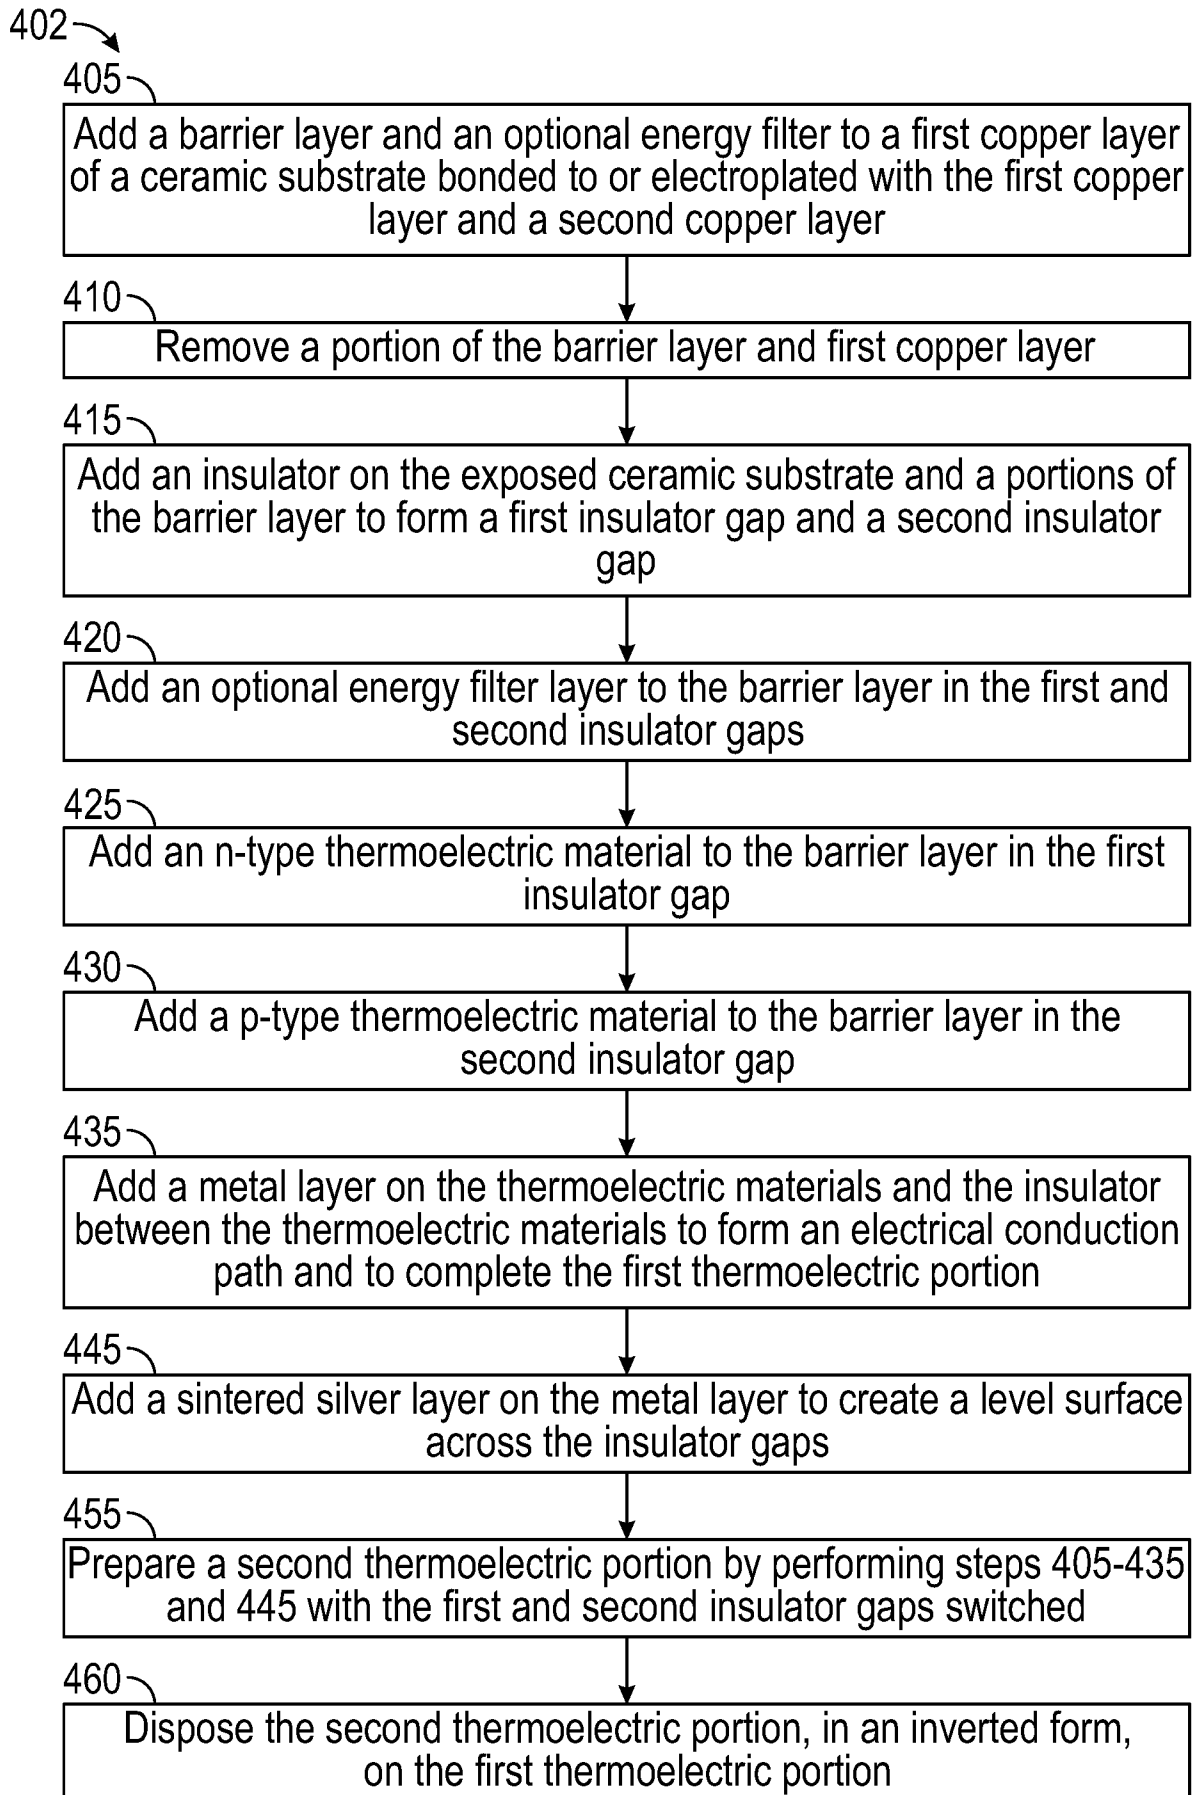 402
405
Add a barrier layer and an optional energy filter to a first copper layer
of a ceramic substrate bonded to or electroplated with the first copper
layer and a second copper layer
410
Remove a portion of the barrier layer and first copper layer
415
Add an insulator on the exposed ceramic substrate and a portions of
the barrier layer to form a first insulator gap and a second insulator
gap
420
Add an optional energy filter layer to the barrier layer in the first and
second insulator gaps
425
Add an n-type thermoelectric material to the barrier layer in the first
insulator gap
430
Add a p-type thermoelectric material to the barrier layer in the
second insulator gap
435
Add a metal layer on the thermoelectric materials and the insulator
between the thermoelectric materials to form an electrical conduction
path and to complete the first thermoelectric portion
445
Add a sintered silver layer on the metal layer to create a level surface
across the insulator gaps
455
Prepare a second thermoelectric portion by performing steps 405-435
and 445 with the first and second insulator gaps switched
460
Dispose the second thermoelectric portion, in an inverted form,
on the first thermoelectric portion